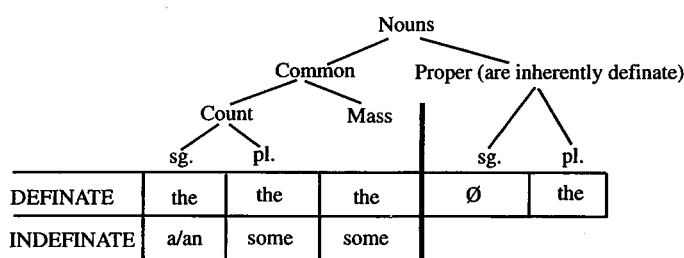 Nouns
Common Proper (are inherently definate)
Count Mass
sg. pl. sg. pl.
DEFINATE the the the Ø the
INDEFINATE a/an some some